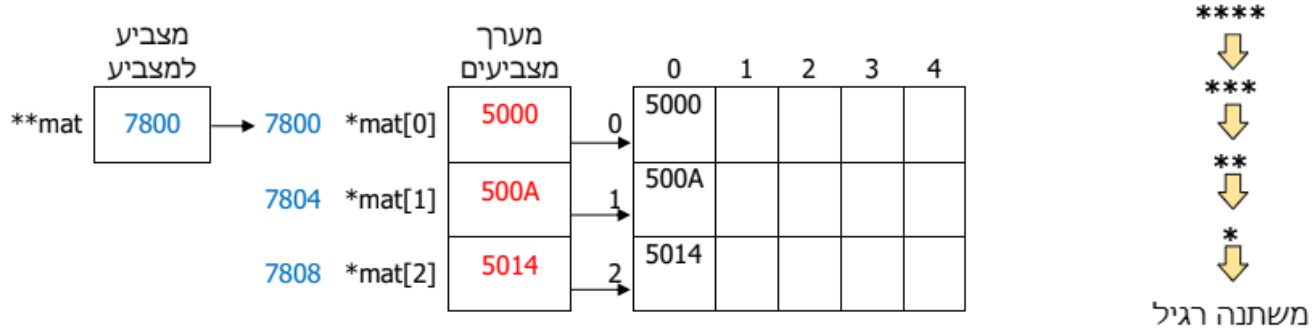 מצביע
למצביע
מערך
מצביעים
0 1 2 3 4
**mat 7800 7800 *mat[0] 5000 0 5000
7804 *mat[1] 500A 1 500A
7808 *mat[2] 5014 2 5014
****
***
**
*
משתנה רגיל